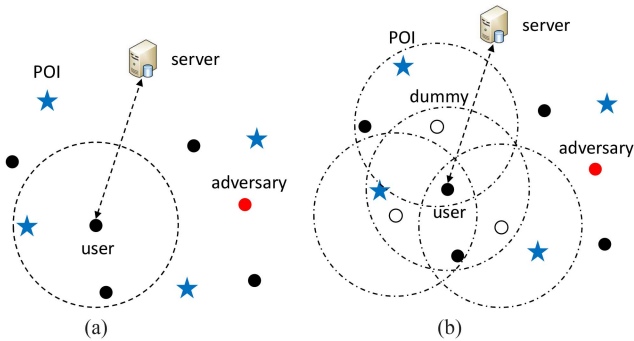 server
POI
adversary
user
(a)
server
POI
dummy
adversary
user
(b)